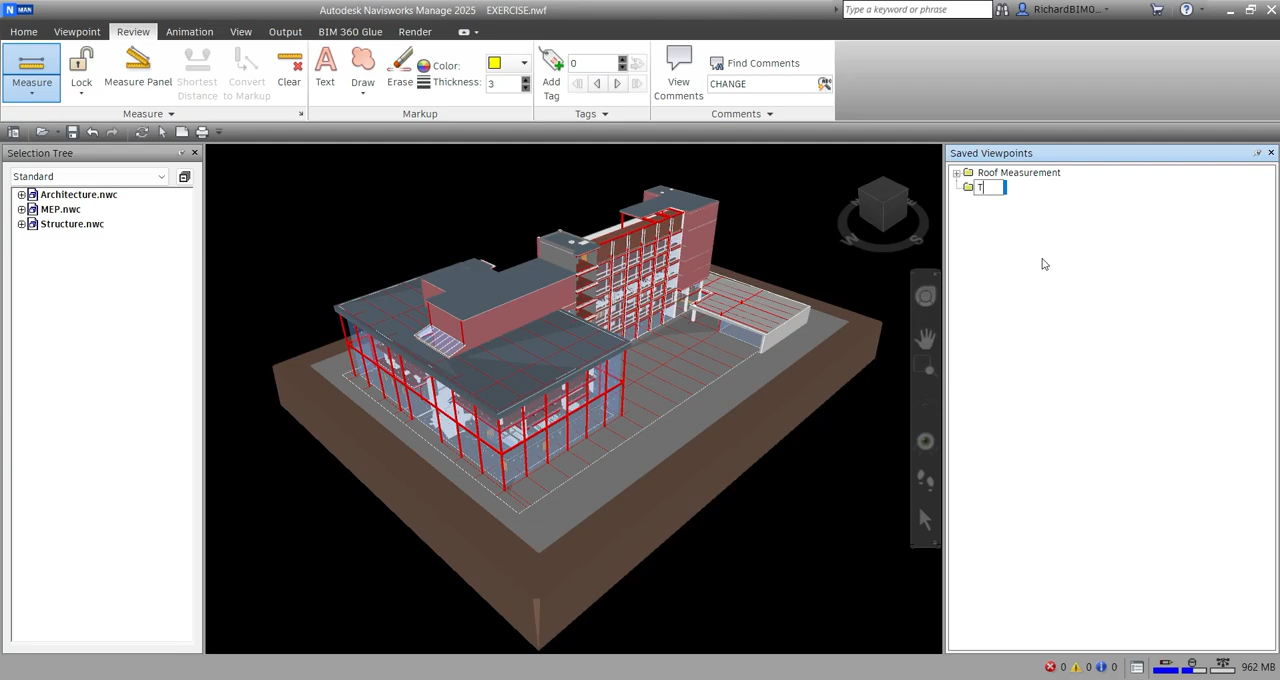 N MAN
Autodesk Navisworks Manage 2025 EXERCISE.nwf
Type a keyword or phrase
RichardBIMO...
Home Viewpoint Review Animation View Output BIM 360 Glue Render
Measure
Lock
Measure Panel
Shortest Distance
Convert to Markup
Clear
Text
Draw
Erase
Color:
Thickness: 3
Add Tag
0
View Comments
Find Comments
CHANGE
Measure
Markup
Tags
Comments
Selection Tree
Standard
Architecture.nwc
MEP.nwc
Structure.nwc
W
S
Saved Viewpoints
Roof Measurement
T
0 0 0
962 MB